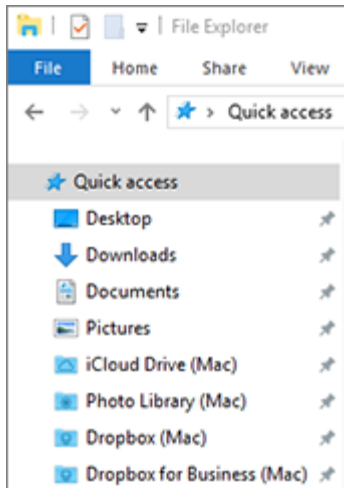 File Explorer
File Home Share View
Quick access
Quick access
Desktop
Downloads
Documents
Pictures
iCloud Drive (Mac)
Photo Library (Mac)
Dropbox (Mac)
Dropbox for Business (Mac)